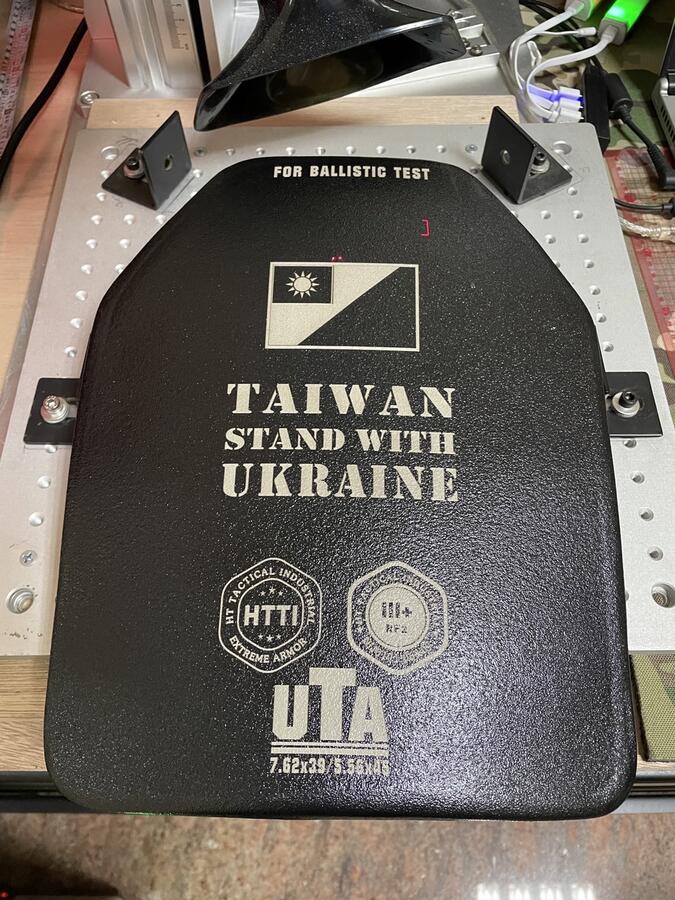 FOR BALLISTIC TEST
TAIWAN
STAND WITH
UKRAINE
HT TACTICAL INDUSTRIAL
HTTI
EXTREME ARMOR
III+
RF2
UTA
7.62x39/5.56x45